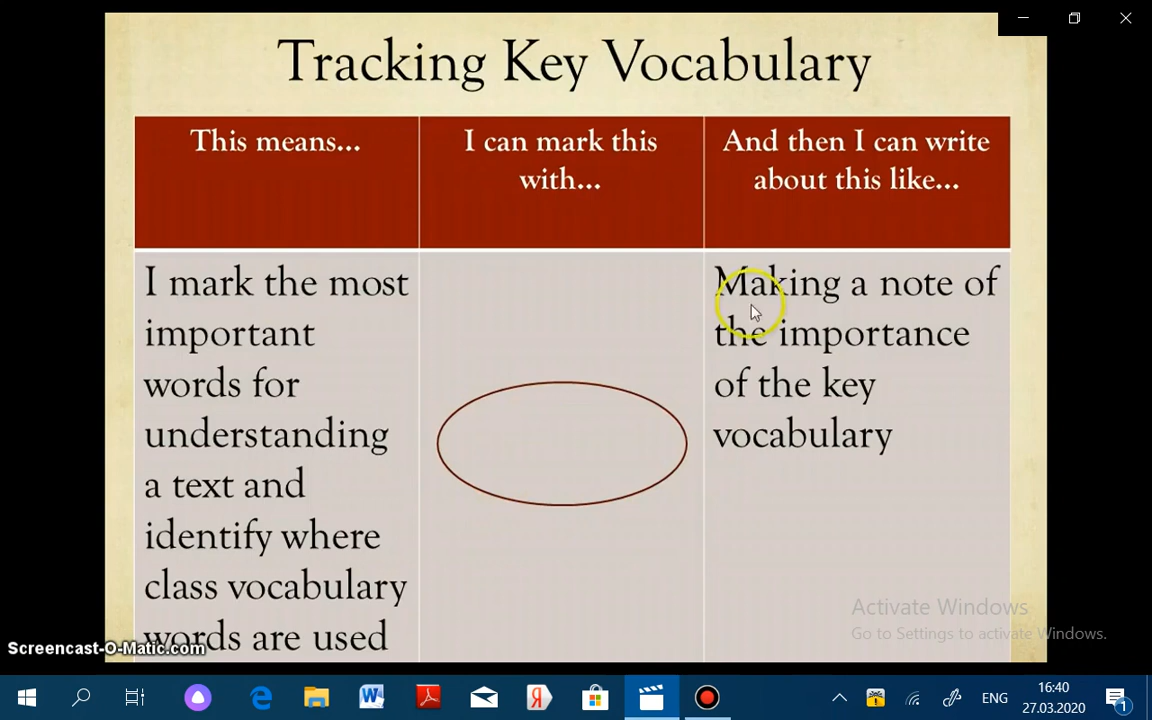 Tracking Key Vocabulary
This means...
I can mark this
with...
And then I can write
about this like...
I mark the most
important
words for
understanding
a text and
identify where
class vocabulary
words are used
Making a note of
the importance
of the key
vocabulary
Activate Windows
Go to Settings to activate Windows.
Screencast-O-Matic.com
W
Я
ENG
16:40
27.03.2020
1